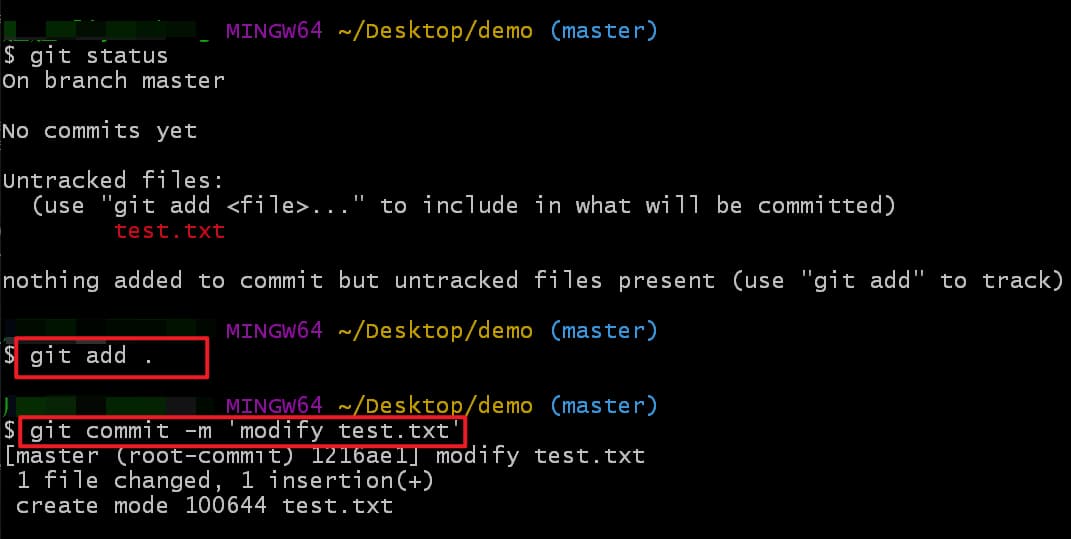 MINGW64 ~/Desktop/demo (master)
$ git status
On branch master
No commits yet
Untracked files:
(use "git add <file>..." to include in what will be committed)
test.txt
nothing added to commit but untracked files present (use "git add" to track)
MINGW64 ~/Desktop/demo (master)
$ git add .
MINGW64 ~/Desktop/demo (master)
$ git commit -m 'modify test.txt'
[master (root-commit) 1216ae1] modify test.txt
1 file changed, 1 insertion(+)
create mode 100644 test.txt